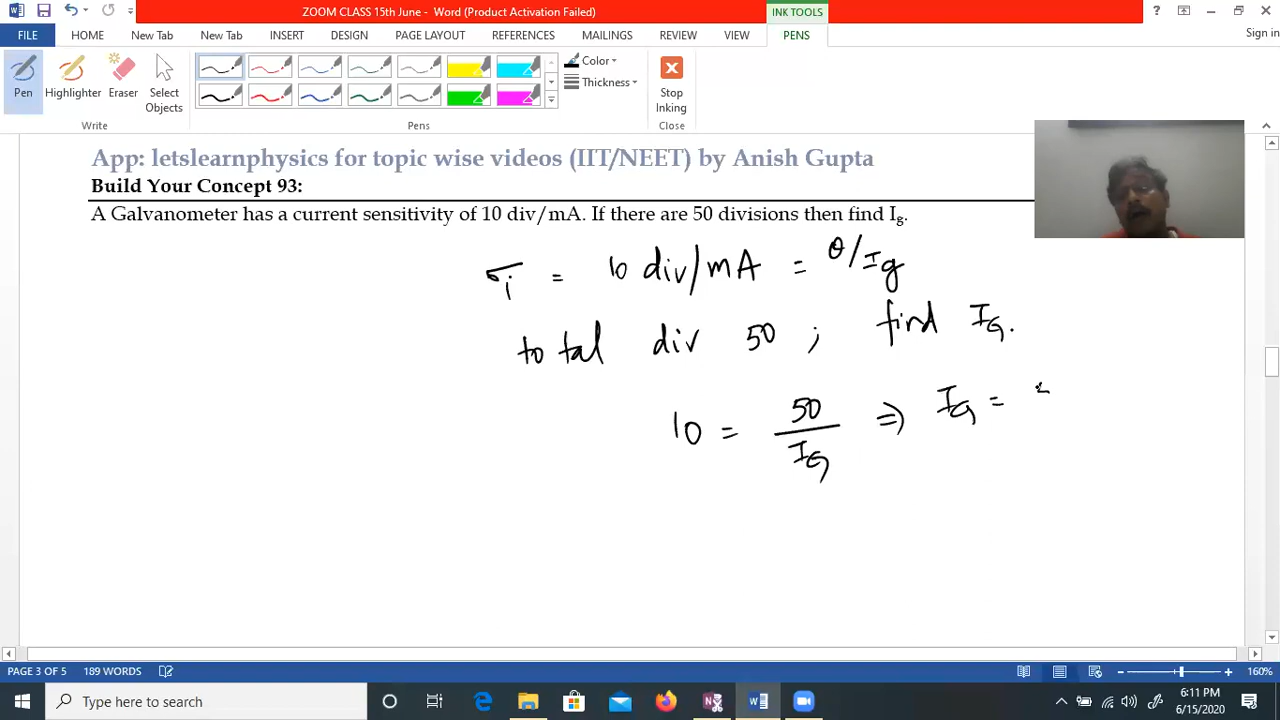 ZOOM CLASS 15th June - Word (Product Activation Failed)
INK TOOLS
?
FILE HOME New Tab New Tab INSERT DESIGN PAGE LAYOUT REFERENCES MAILINGS REVIEW VIEW PENS Sign in
Pen Highlighter Eraser Select Objects
Color
Thickness
Stop Inking
Write Pens Close
App: letslearnphysics for topic wise videos (IIT/NEET) by Anish Gupta
Build Your Concept 93:
A Galvanometer has a current sensitivity of 10 div/mA. If there are 50 divisions then find Ig.
σi = 10 div/mA = θ/Ig
total div 50 ; find IG.
10 = 50/IG ⇒ IG =
PAGE 3 OF 5 189 WORDS 160%
Type here to search
6:11 PM
6/15/2020